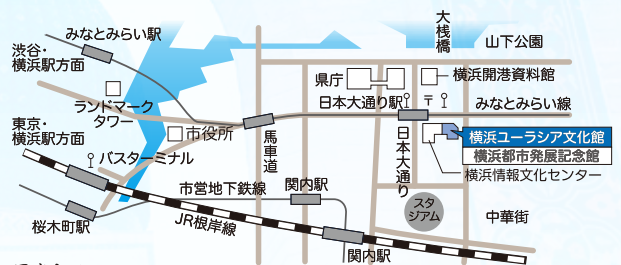 みなとみらい駅
渋谷・
横浜駅方面
ランドマーク
タワー
東京・
横浜駅方面
市役所
バスターミナル
桜木町駅
市営地下鉄線
JR根岸線
馬車道
関内駅
関内駅
大桟橋
山下公園
県庁
横浜開港資料館
日本大通り駅
〒
みなとみらい線
日本大通り
横浜ユーラシア文化館
横浜都市発展記念館
横浜情報文化センター
スタ
ジアム
中華街